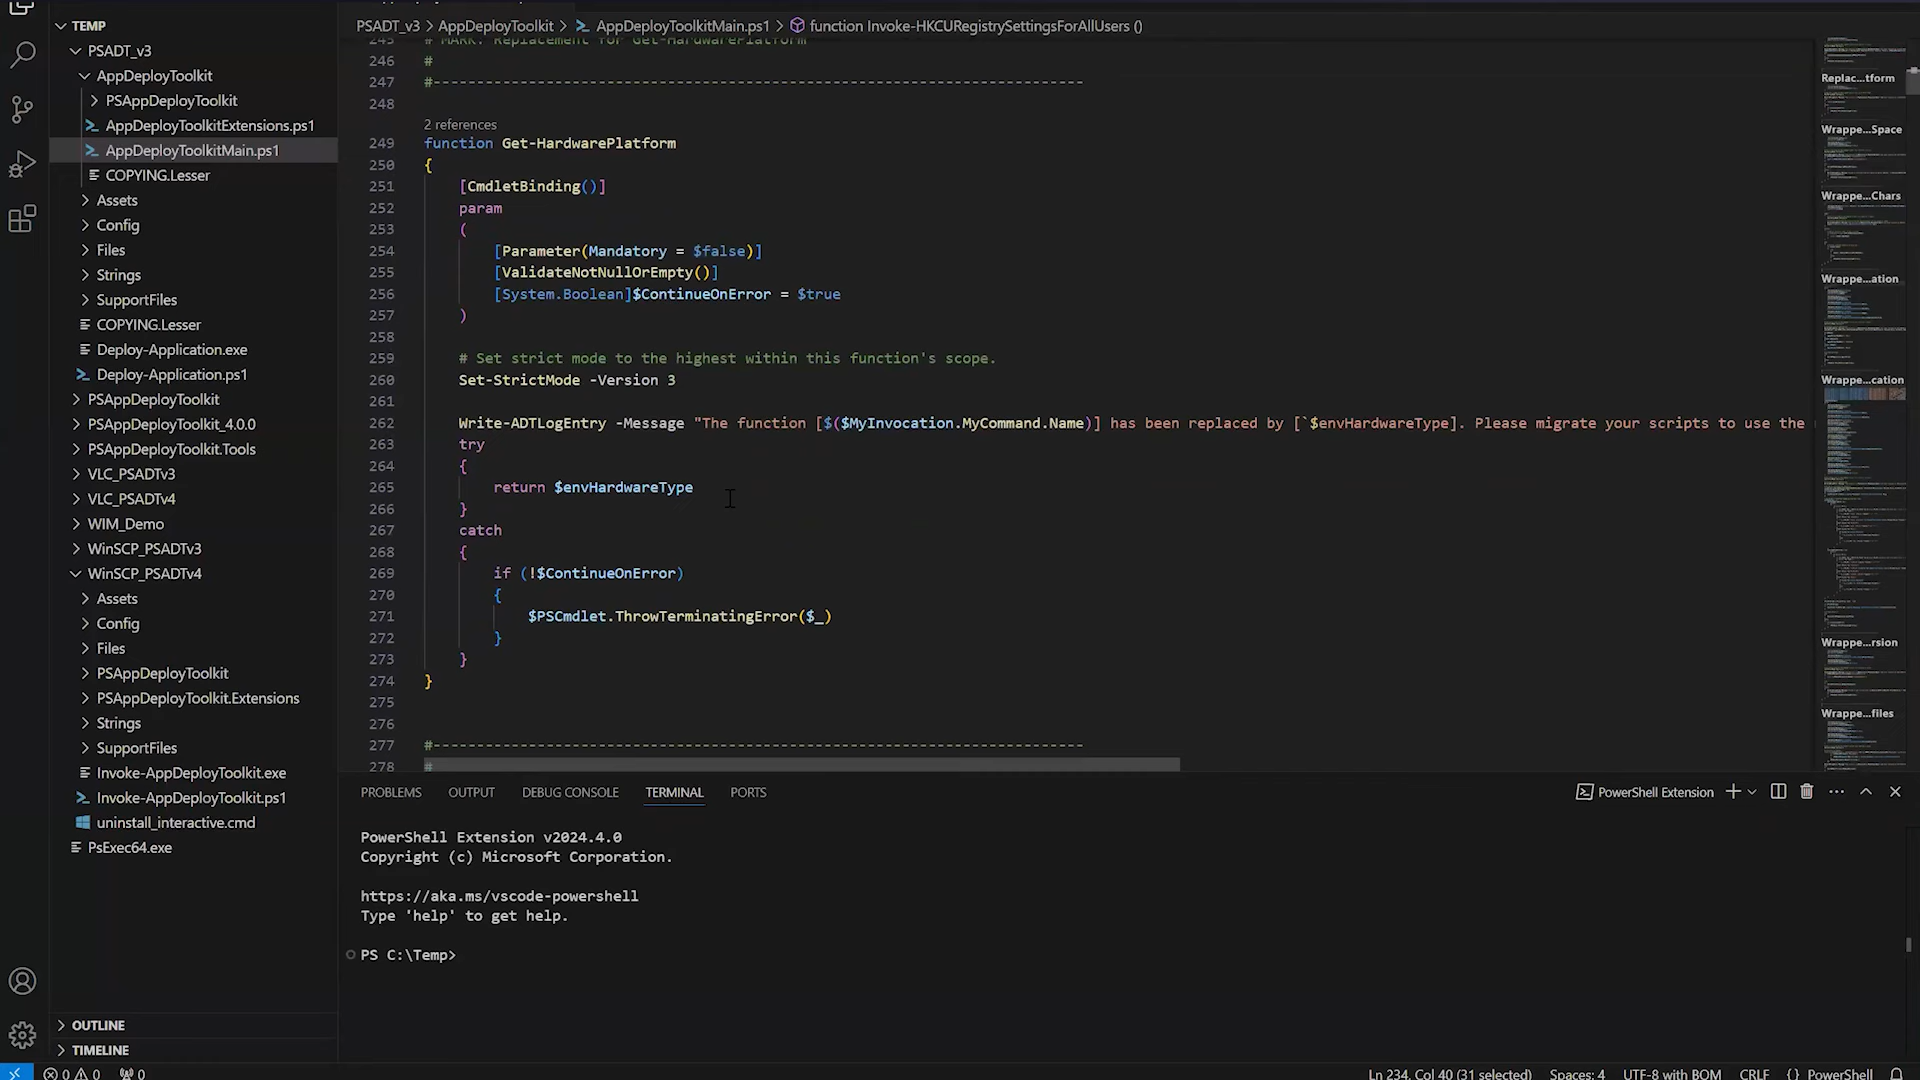 TEMP
PSADT_v3
AppDeployToolkit
PSAppDeployToolkit
AppDeployToolkitExtensions.ps1
AppDeployToolkitMain.ps1
COPYING.Lesser
Assets
Config
Files
Strings
SupportFiles
COPYING.Lesser
Deploy-Application.exe
Deploy-Application.ps1
PSAppDeployToolkit
PSAppDeployToolkit_4.0.0
PSAppDeployToolkit.Tools
VLC_PSADTv3
VLC_PSADTv4
WIM_Demo
WinSCP_PSADTv3
WinSCP_PSADTv4
Assets
Config
Files
PSAppDeployToolkit
PSAppDeployToolkit.Extensions
Strings
SupportFiles
Invoke-AppDeployToolkit.exe
Invoke-AppDeployToolkit.ps1
uninstall_interactive.cmd
PsExec64.exe
OUTLINE
TIMELINE
PSADT_v3 > AppDeployToolkit > AppDeployToolkitMain.ps1 > function Invoke-HKCURegistrySettingsForAllUsers ()
245 # MARK: Replacement for Get-HardwarePlatform
246 #
247 #---------------------------------------------------------------------------
248
2 references
249 function Get-HardwarePlatform
250 {
251 [CmdletBinding()]
252 param
253 (
254 [Parameter(Mandatory = $false)]
255 [ValidateNotNullOrEmpty()]
256 [System.Boolean]$ContinueOnError = $true
257 )
258
259 # Set strict mode to the highest within this function's scope.
260 Set-StrictMode -Version 3
261
262 Write-ADTLogEntry -Message "The function [$($MyInvocation.MyCommand.Name)] has been replaced by [`$envHardwareType]. Please migrate your scripts to use the
263 try
264 {
265 return $envHardwareType
266 }
267 catch
268 {
269 if (!$ContinueOnError)
270 {
271 $PSCmdlet.ThrowTerminatingError($_)
272 }
273 }
274 }
275
276
277 #---------------------------------------------------------------------------
278 #
Replac...tform
Wrappe...Space
Wrappe...Chars
Wrappe...ation
Wrappe...cation
Wrappe...rsion
Wrappe...files
PROBLEMS OUTPUT DEBUG CONSOLE TERMINAL PORTS
PowerShell Extension
PowerShell Extension v2024.4.0
Copyright (c) Microsoft Corporation.
https://aka.ms/vscode-powershell
Type 'help' to get help.
PS C:\Temp>
0 0 0
Ln 234, Col 40 (31 selected) Spaces: 4 UTF-8 with BOM CRLF {} PowerShell